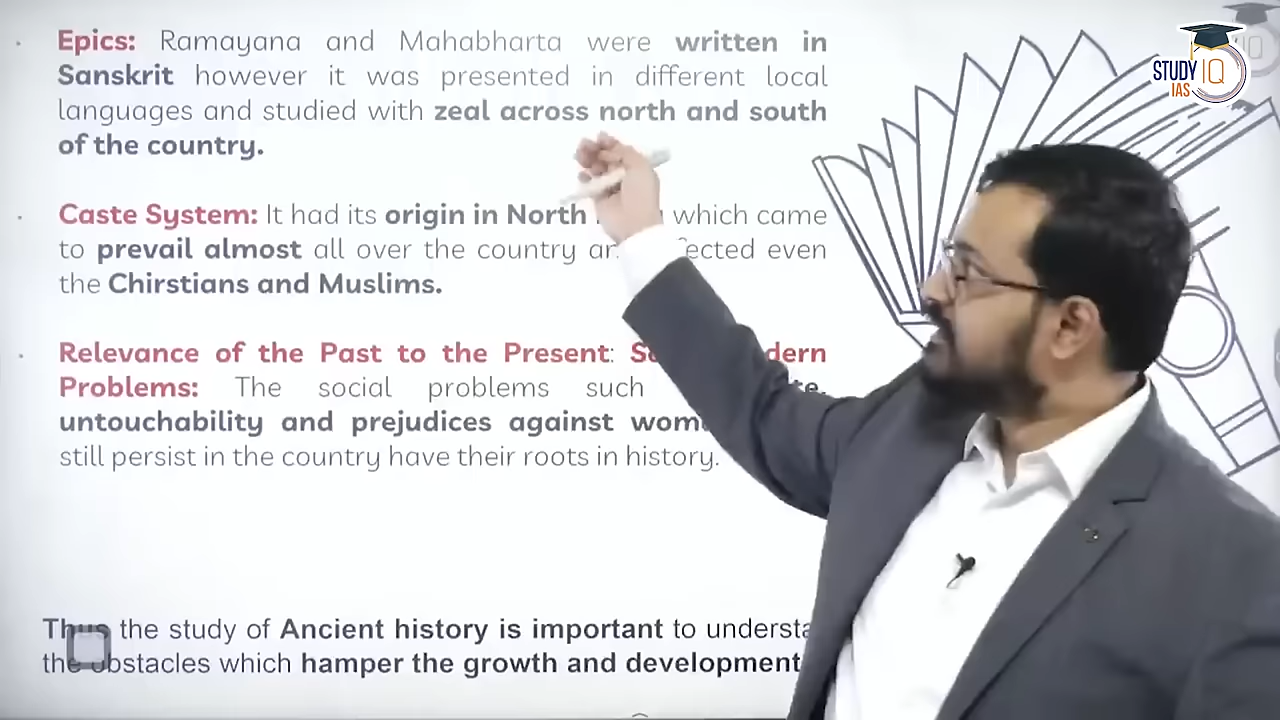 Epics: Ramayana and Mahabharta were written in
Sanskrit however it was presented in different local
languages and studied with zeal across north and south
of the country.
Caste System: It had its origin in North which came
to prevail almost all over the country even
the Chirstians and Muslims.
Relevance of the Past to the Present:
Problems: The social problems such
untouchability and prejudices against
still persist in the country have their roots in history.
Thus the study of Ancient history is important to
the obstacles which hamper the growth and development
STUDY IQ
IAS